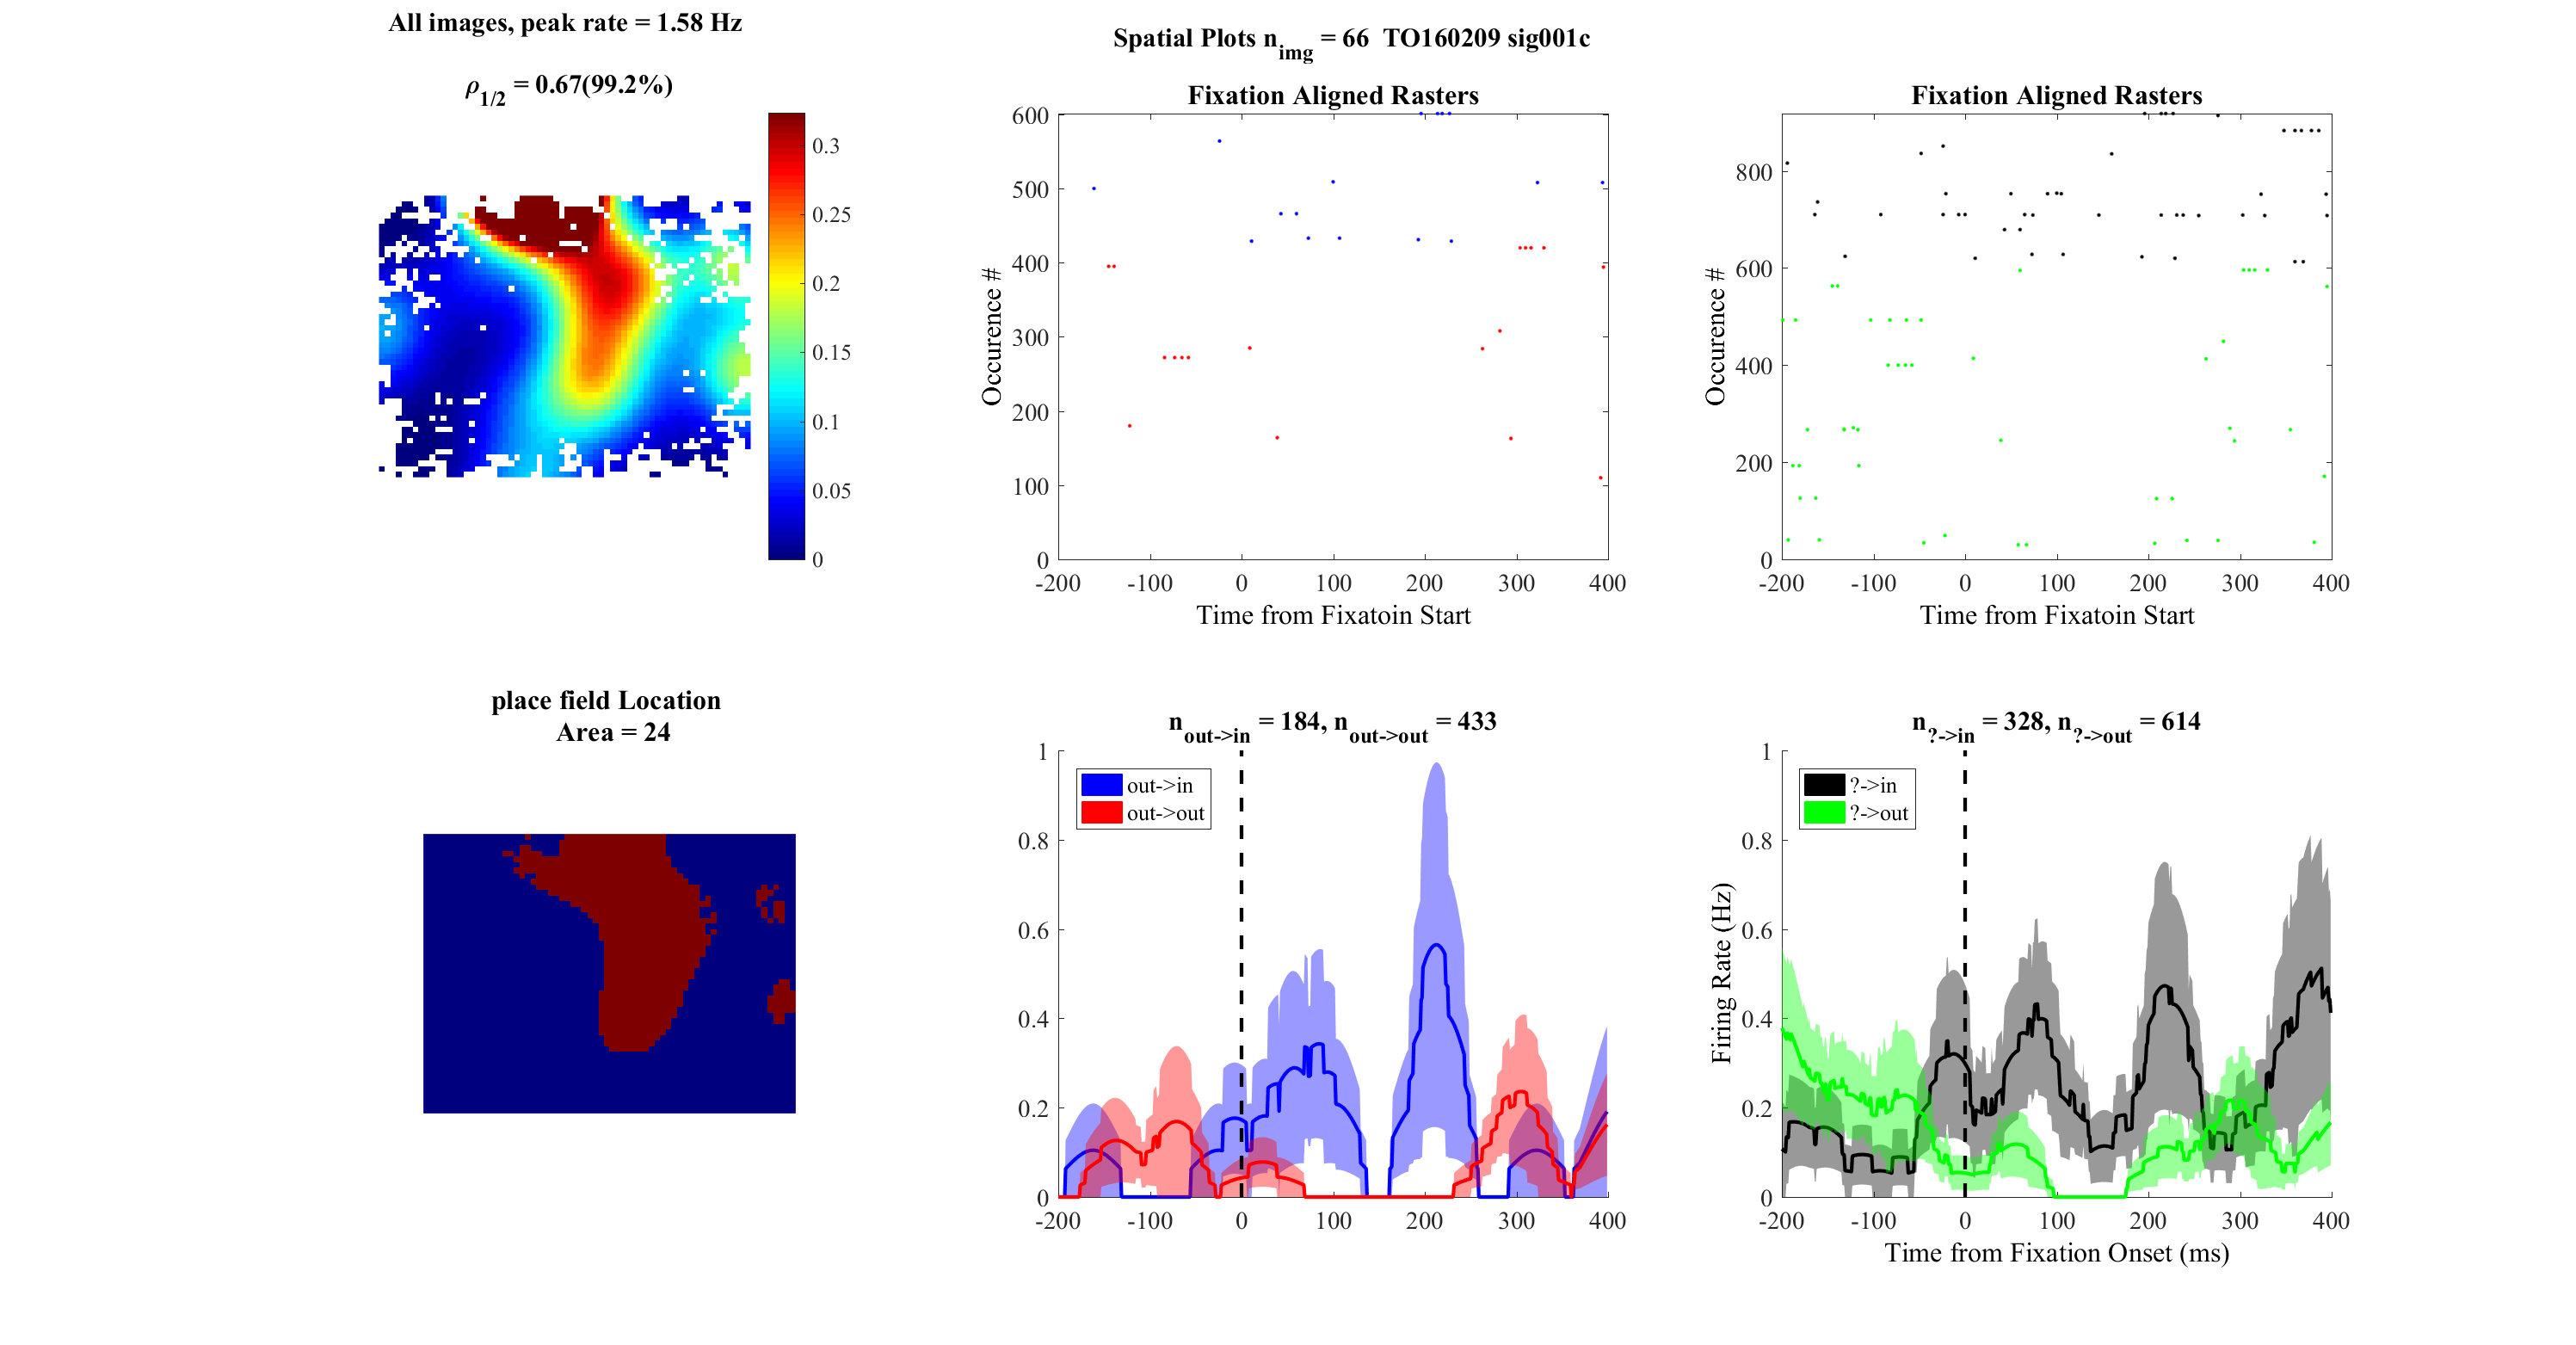 All images, peak rate = 1.58 Hz
ρ1/2 = 0.67(99.2%)
0.3
0.25
0.2
0.15
0.1
0.05
0
Spatial Plots nimg = 66 TO160209 sig001c
Fixation Aligned Rasters
600
500
400
300
200
100
0
Occurence #
-200 -100 0 100 200 300 400
Time from Fixatoin Start
Fixation Aligned Rasters
800
600
400
200
0
Occurence #
-200 -100 0 100 200 300 400
Time from Fixatoin Start
place field Location
Area = 24
nout->in = 184, nout->out = 433
out->in
out->out
1
0.8
0.6
0.4
0.2
0
-200 -100 0 100 200 300 400
n?->in = 328, n?->out = 614
?->in
?->out
1
0.8
0.6
0.4
0.2
0
Firing Rate (Hz)
-200 -100 0 100 200 300 400
Time from Fixation Onset (ms)